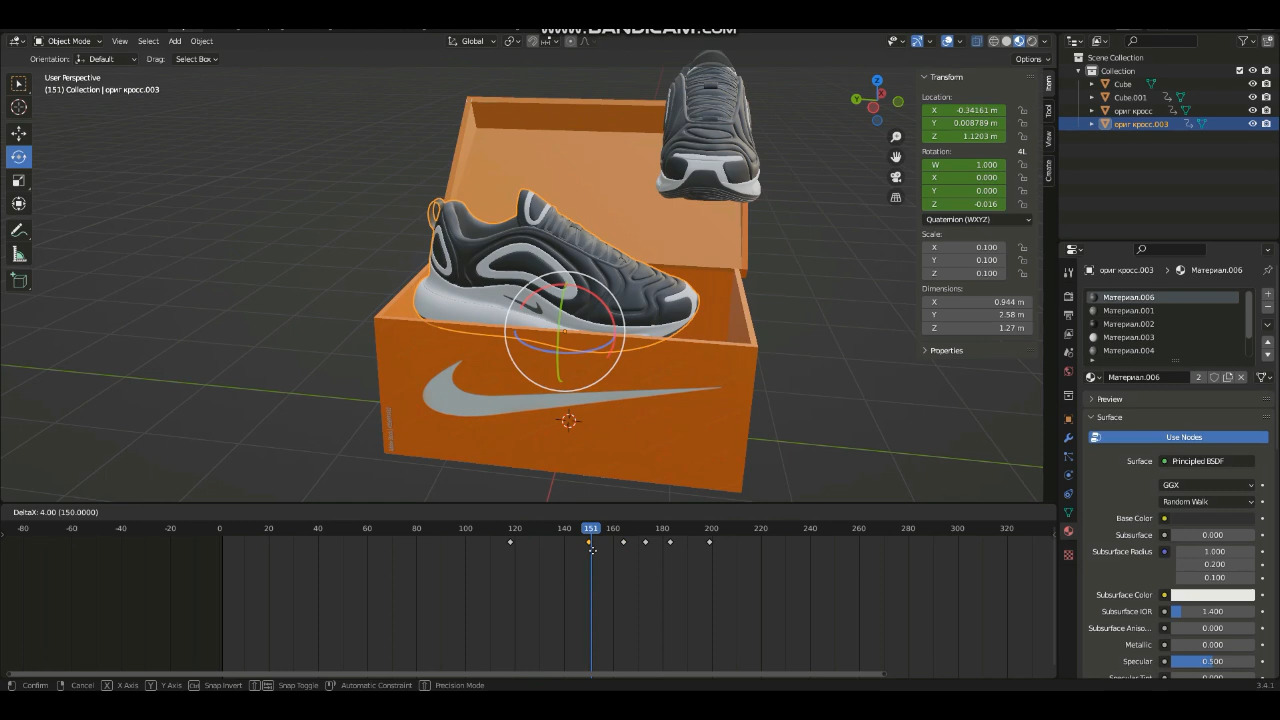 www.BANDICAM.COM
Object Mode View Select Add Object Global
Orientation: Default Drag: Select Box Options
User Perspective
(151) Collection | ориг кросс.003
Transform
Location:
X -0.34161 m
Y 0.008789 m
Z 1.1203 m
Rotation: 4L
W 1.000
X 0.000
Y 0.000
Z -0.016
Quaternion (WXYZ)
Scale:
X 0.100
Y 0.100
Z 0.100
Dimensions:
X 0.944 m
Y 2.58 m
Z 1.27 m
Properties
Item
Tool
View
Create
Z
Y
X
Scene Collection
Collection
Cube
Cube.001
ориг кросс
ориг кросс.003
ориг кросс.003 Материал.006
Материал.006
Материал.001
Материал.002
Материал.003
Материал.004
Материал.006 2
Preview
Surface
Use Nodes
Surface Principled BSDF
GGX
Random Walk
Base Color
Subsurface 0.000
Subsurface Radius 1.000
0.200
0.100
Subsurface Color
Subsurface IOR 1.400
Subsurface Aniso... 0.000
Metallic 0.000
Specular 0.500
DeltaX: 4.00 (150.0000)
-80 -60 -40 -20 20 40 60 80 100 120 140 151 160 180 200 220 240 260 280 300 320
Confirm Cancel X X Axis Y Y Axis Snap Invert Snap Toggle Automatic Constraint Precision Mode 3.4.1